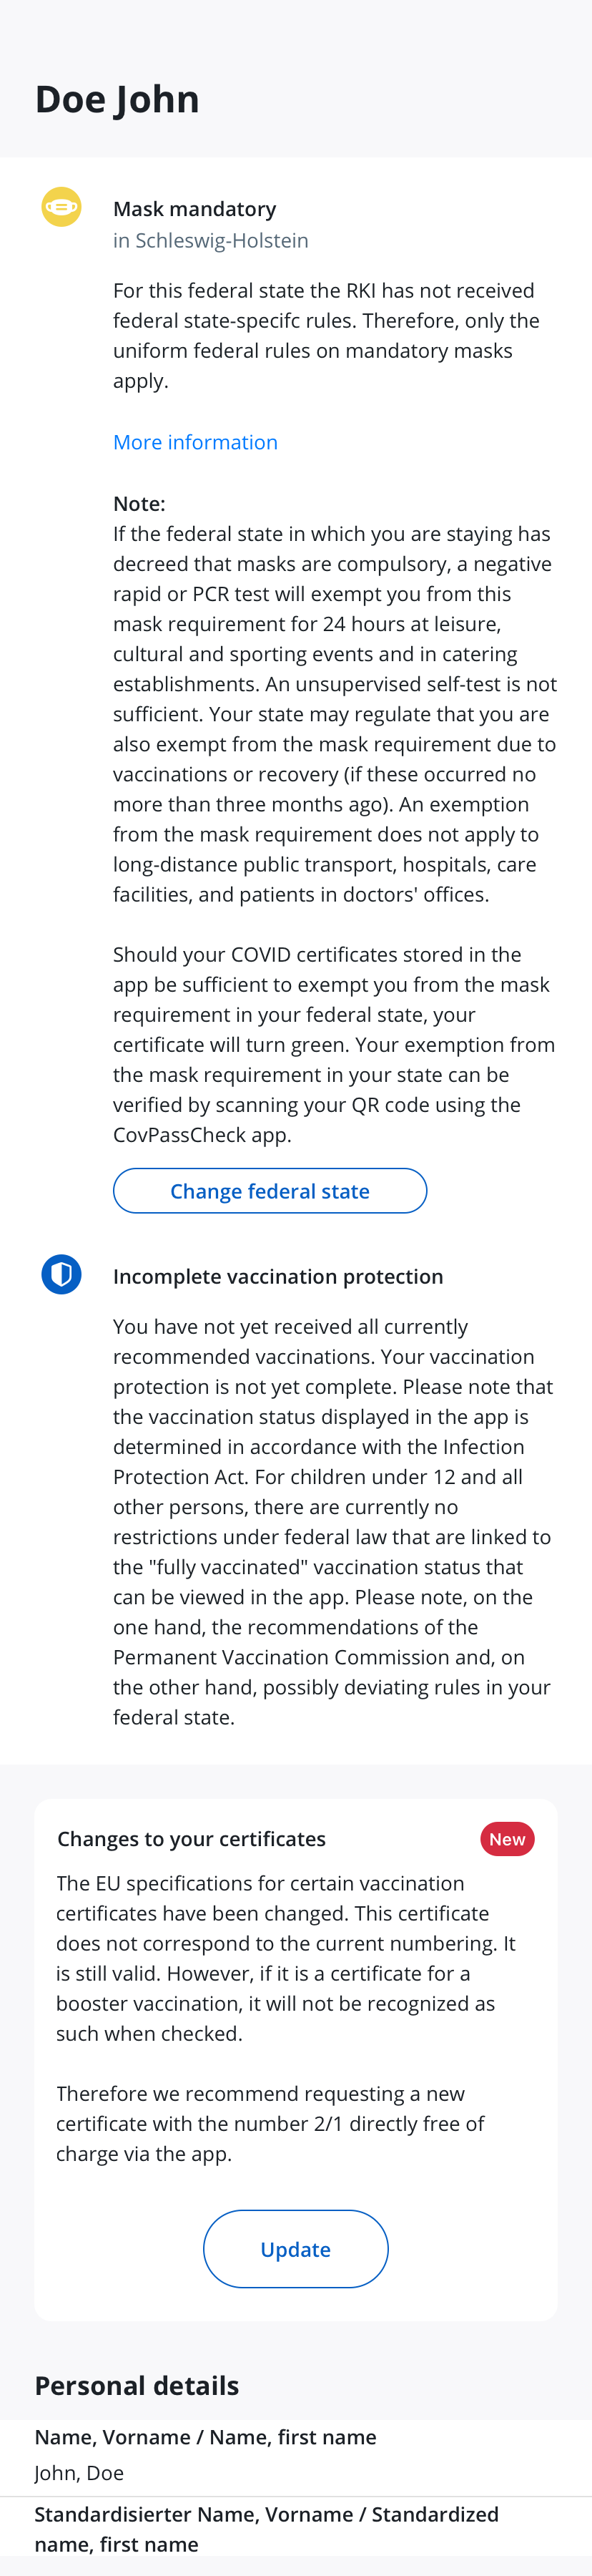 Doe John
Mask mandatory
in Schleswig-Holstein
For this federal state the RKI has not received
federal state-specifc rules. Therefore, only the
uniform federal rules on mandatory masks
apply.
More information
Note:
If the federal state in which you are staying has
decreed that masks are compulsory, a negative
rapid or PCR test will exempt you from this
mask requirement for 24 hours at leisure,
cultural and sporting events and in catering
establishments. An unsupervised self-test is not
sufficient. Your state may regulate that you are
also exempt from the mask requirement due to
vaccinations or recovery (if these occurred no
more than three months ago). An exemption
from the mask requirement does not apply to
long-distance public transport, hospitals, care
facilities, and patients in doctors' offices.
Should your COVID certificates stored in the
app be sufficient to exempt you from the mask
requirement in your federal state, your
certificate will turn green. Your exemption from
the mask requirement in your state can be
verified by scanning your QR code using the
CovPassCheck app.
Change federal state
Incomplete vaccination protection
You have not yet received all currently
recommended vaccinations. Your vaccination
protection is not yet complete. Please note that
the vaccination status displayed in the app is
determined in accordance with the Infection
Protection Act. For children under 12 and all
other persons, there are currently no
restrictions under federal law that are linked to
the "fully vaccinated" vaccination status that
can be viewed in the app. Please note, on the
one hand, the recommendations of the
Permanent Vaccination Commission and, on
the other hand, possibly deviating rules in your
federal state.
Changes to your certificates
New
The EU specifications for certain vaccination
certificates have been changed. This certificate
does not correspond to the current numbering. It
is still valid. However, if it is a certificate for a
booster vaccination, it will not be recognized as
such when checked.
Therefore we recommend requesting a new
certificate with the number 2/1 directly free of
charge via the app.
Update
Personal details
Name, Vorname / Name, first name
John, Doe
Standardisierter Name, Vorname / Standardized
name, first name